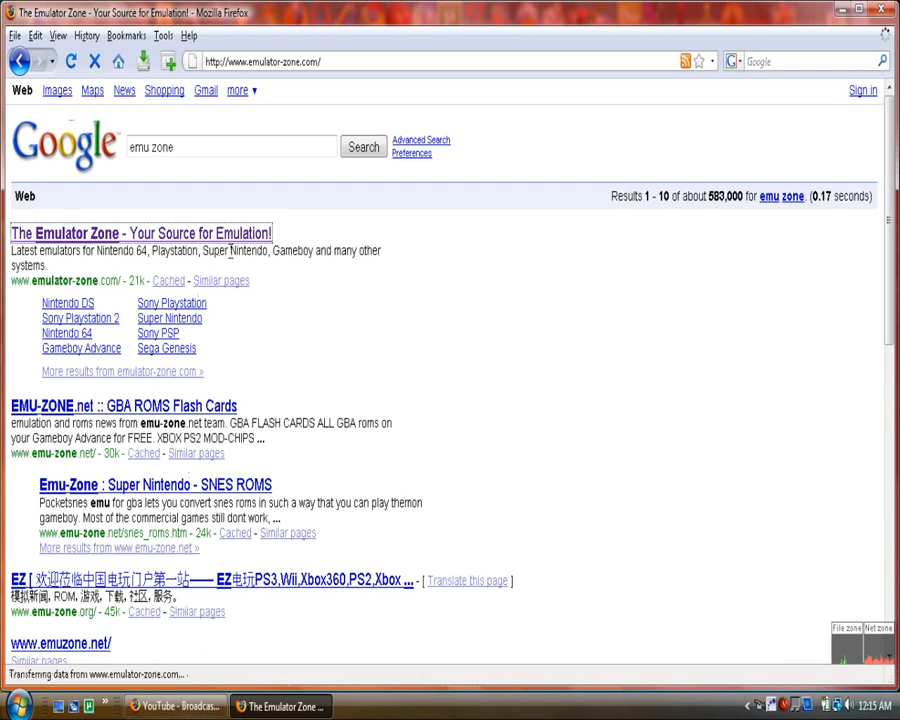 The Emulator Zone - Your Source for Emulation! - Mozilla Firefox
File Edit View History Bookmarks Tools Help
http://www.emulator-zone.com/
G Google
Web Images Maps News Shopping Gmail more ▼ Sign in
Google
emu zone
Search
Advanced Search
Preferences
Web Results 1 - 10 of about 583,000 for emu zone. (0.17 seconds)
The Emulator Zone - Your Source for Emulation!
Latest emulators for Nintendo 64, Playstation, Super Nintendo, Gameboy and many other
systems.
www.emulator-zone.com/ - 21k - Cached - Similar pages
Nintendo DS Sony Playstation
Sony Playstation 2 Super Nintendo
Nintendo 64 Sony PSP
Gameboy Advance Sega Genesis
More results from emulator-zone.com »
EMU-ZONE.net :: GBA ROMS Flash Cards
emulation and roms news from emu-zone.net team. GBA FLASH CARDS ALL GBA roms on
your Gameboy Advance for FREE. XBOX PS2 MOD-CHIPS ...
www.emu-zone.net/ - 30k - Cached - Similar pages
Emu-Zone : Super Nintendo - SNES ROMS
Pocketsnes emu for gba lets you convert snes roms in such a way that you can play themon
gameboy. Most of the commercial games still dont work, ...
www.emu-zone.net/snes_roms.htm - 24k - Cached - Similar pages
More results from www.emu-zone.net »
EZ [ 欢迎莅临中国电玩门户第一站—— EZ电玩PS3,Wii,Xbox360,PS2,Xbox ... - [ Translate this page ]
模拟新闻, ROM, 游戏, 下载, 社区, 服务。
www.emu-zone.org/ - 45k - Cached - Similar pages
www.emuzone.net/
Similar pages
File zone Net zone
Transferring data from www.emulator-zone.com...
YouTube - Broadcas... The Emulator Zone ... 12:15 AM